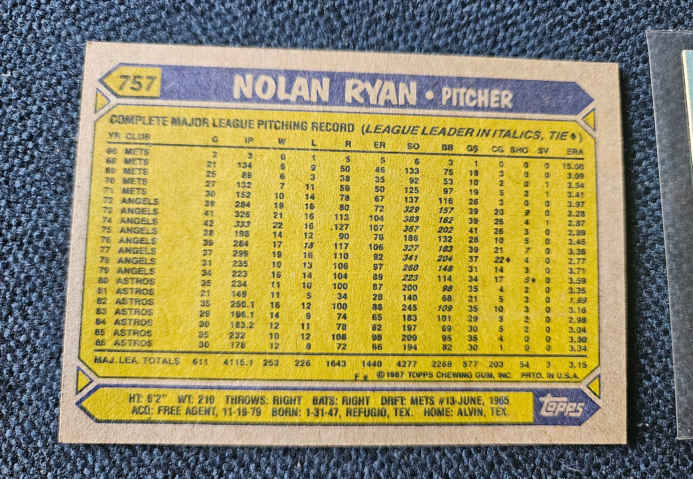 757
NOLAN RYAN • PITCHER
COMPLETE MAJOR LEAGUE PITCHING RECORD (LEAGUE LEADER IN ITALICS, TIE ♦)
YR CLUB G IP W L R ER SO BB GS CG SHO SV ERA
66 METS 2 3 0 1 5 5 6 3 1 0 0 0 15.00
68 METS 21 134 6 9 50 46 133 75 18 3 0 0 3.09
69 METS 25 89 6 3 38 35 92 53 10 2 0 1 3.54
70 METS 27 132 7 11 59 50 125 97 19 5 2 1 3.41
71 METS 30 152 10 14 78 67 137 116 26 3 0 0 3.97
72 ANGELS 39 284 19 16 80 72 329 157 39 20 9 0 2.28
73 ANGELS 41 326 21 16 113 104 383 162 39 26 4 0 2.87
74 ANGELS 42 333 22 16 127 107 367 202 41 26 3 0 2.89
75 ANGELS 28 198 14 12 90 76 186 132 28 10 5 0 3.45
76 ANGELS 39 284 17 18 117 106 327 183 39 21 7 0 3.36
77 ANGELS 37 299 19 16 110 92 341 204 37 22♦ 4 0 2.77
78 ANGELS 31 235 10 13 106 97 260 148 31 14 3 0 3.71
79 ANGELS 34 223 16 14 104 89 223 114 34 17 5♦ 0 3.59
80 ASTROS 35 234 11 10 100 87 200 98 35 4 2 0 3.35
81 ASTROS 21 149 11 5 34 28 140 68 21 5 3 0 1.69
82 ASTROS 35 250.1 16 12 100 88 245 109 35 10 3 0 3.16
83 ASTROS 29 196.1 14 9 74 65 183 101 29 5 2 0 2.98
84 ASTROS 30 183.2 12 11 78 62 197 69 30 5 2 0 3.04
85 ASTROS 35 232 10 12 108 98 209 95 35 4 0 0 3.80
86 ASTROS 30 178 12 8 72 66 194 82 30 1 0 0 3.34
MAJ. LEA. TOTALS 611 4115.1 253 226 1643 1440 4277 2268 577 203 54 3 3.15
© 1987 TOPPS CHEWING GUM, INC. PRTD. IN U.S.A.
HT: 6'2" WT: 210 THROWS: RIGHT BATS: RIGHT DRFT: METS #13-JUNE, 1965
ACQ: FREE AGENT, 11-19-79 BORN: 1-31-47, REFUGIO, TEX. HOME: ALVIN, TEX.
TOPPS